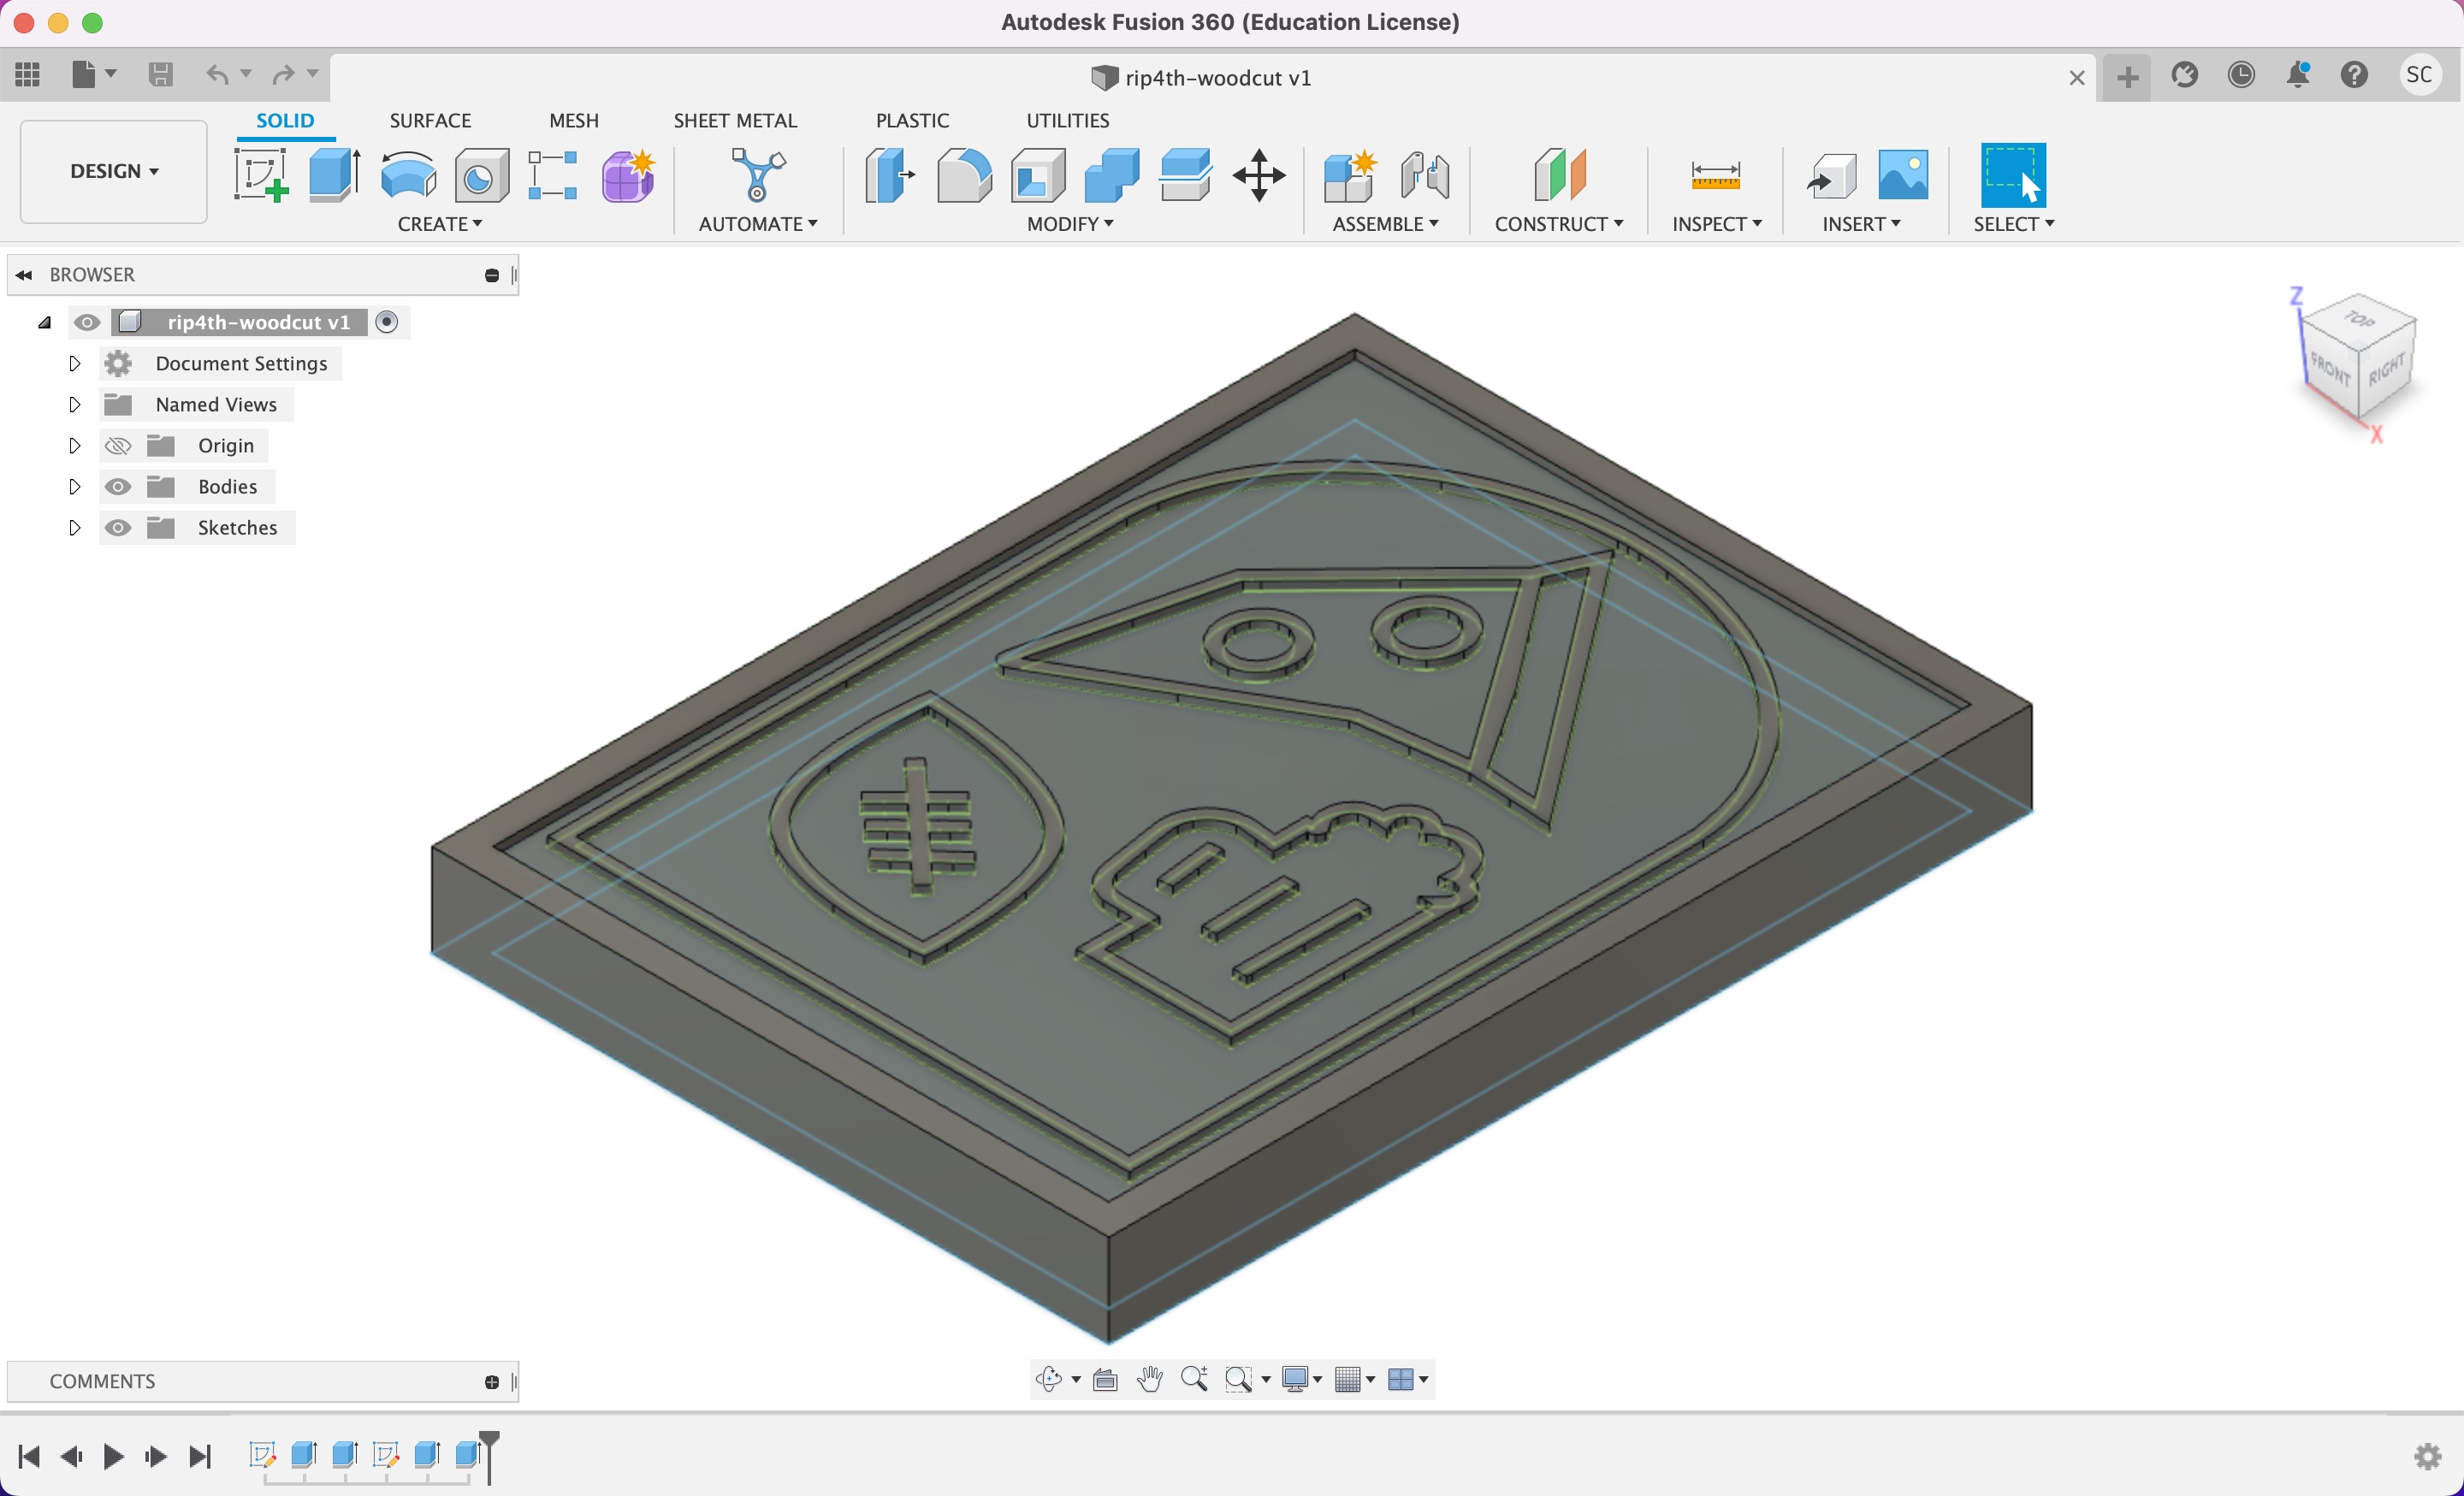 Autodesk Fusion 360 (Education License)
rip4th-woodcut v1
SC
DESIGN
SOLID
SURFACE
MESH
SHEET METAL
PLASTIC
UTILITIES
CREATE
AUTOMATE
MODIFY
ASSEMBLE
CONSTRUCT
INSPECT
INSERT
SELECT
BROWSER
rip4th-woodcut v1
Document Settings
Named Views
Origin
Bodies
Sketches
Z
TOP
FRONT
RIGHT
X
COMMENTS